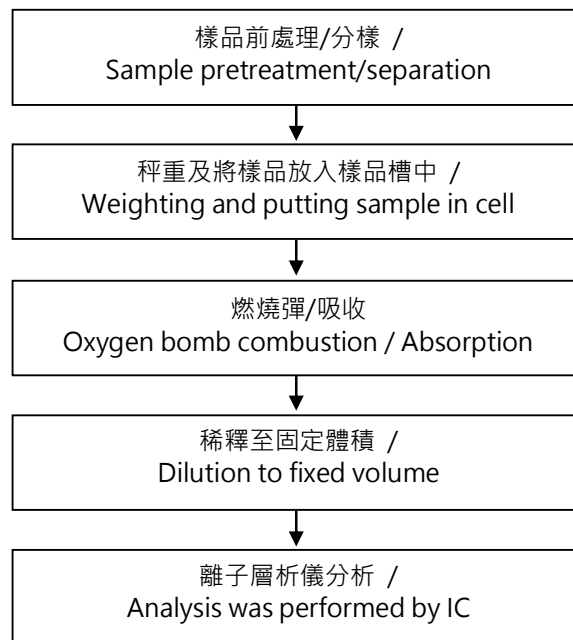 樣品前處理/分樣 /
Sample pretreatment/separation
秤重及將樣品放入樣品槽中 /
Weighting and putting sample in cell
燃燒彈/吸收
Oxygen bomb combustion / Absorption
稀釋至固定體積 /
Dilution to fixed volume
離子層析儀分析 /
Analysis was performed by IC